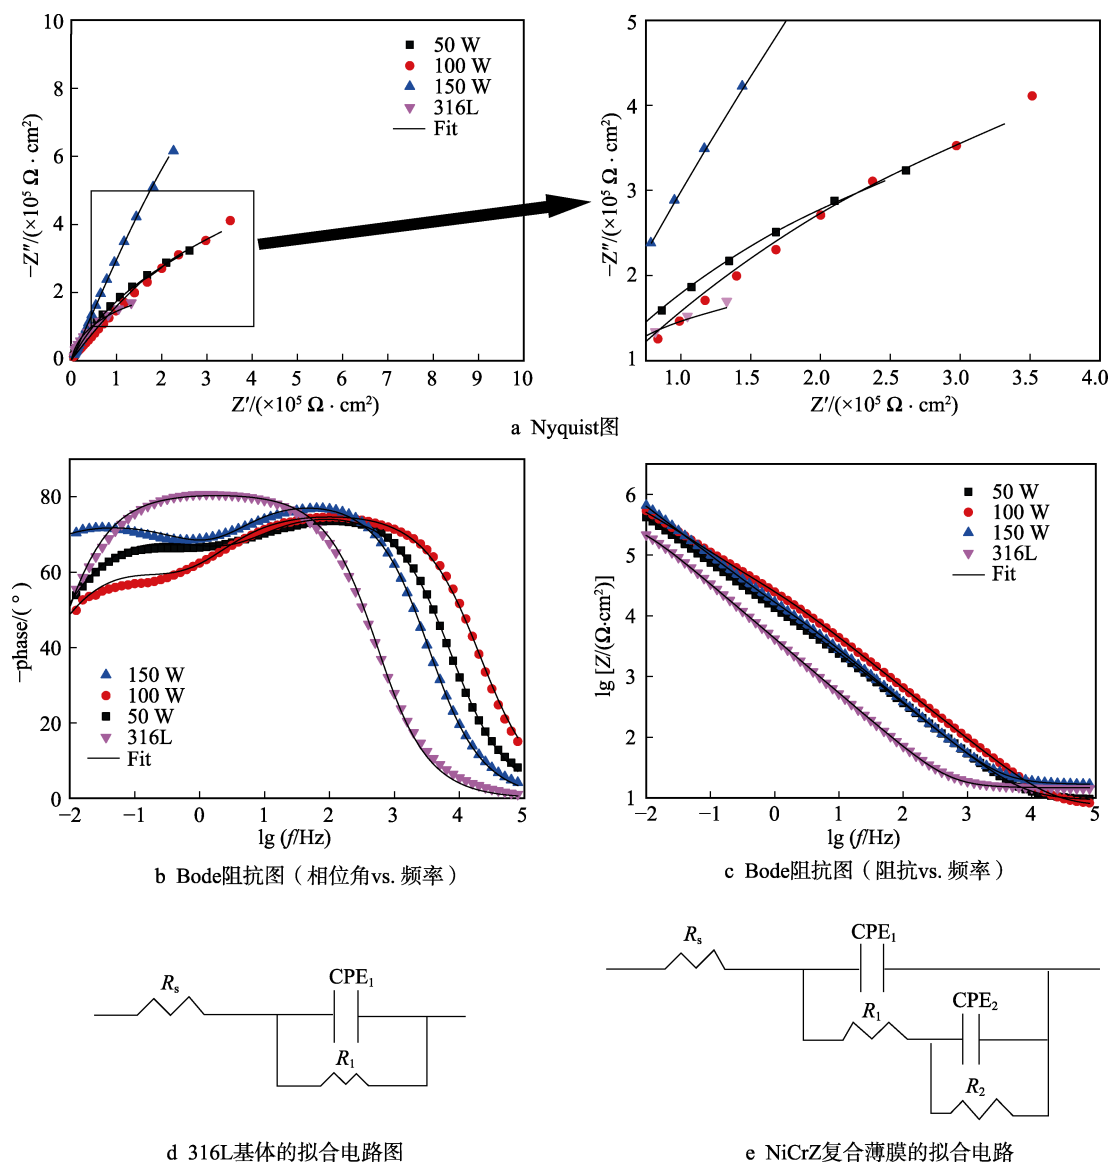 10
8
6
4
2
0
−Z″/(×10⁵ Ω · cm²)
50 W
100 W
150 W
316L
Fit
0 1 2 3 4 5 6 7 8 9 10
Z′/(×10⁵ Ω · cm²)
5
4
3
2
1
−Z″/(×10⁵ Ω · cm²)
1.0 1.5 2.0 2.5 3.0 3.5 4.0
Z′/(×10⁵ Ω · cm²)
a Nyquist图
80
60
40
20
0
−phase/(°)
150 W
100 W
50 W
316L
Fit
−2 −1 0 1 2 3 4 5
lg (f/Hz)
b Bode阻抗图（相位角vs. 频率）
6
5
4
3
2
1
lg [Z/(Ω·cm²)]
50 W
100 W
150 W
316L
Fit
−2 −1 0 1 2 3 4 5
lg (f/Hz)
c Bode阻抗图（阻抗vs. 频率）
Rs
CPE₁
R₁
d 316L基体的拟合电路图
Rs
CPE₁
R₁
CPE₂
R₂
e NiCrZ复合薄膜的拟合电路